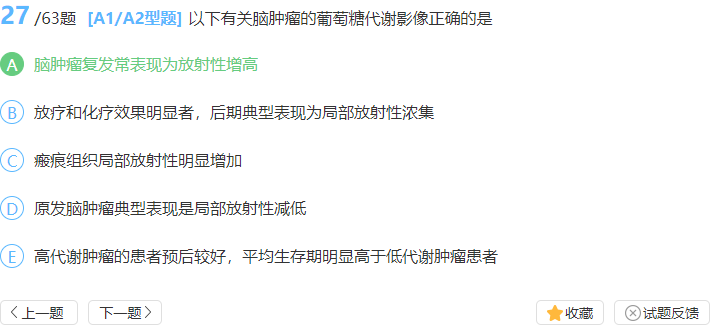 27 /63题 [A1/A2型题] 以下有关脑肿瘤的葡萄糖代谢影像正确的是
A 脑肿瘤复发常表现为放射性增高
B 放疗和化疗效果明显者，后期典型表现为局部放射性浓集
C 瘢痕组织局部放射性明显增加
D 原发脑肿瘤典型表现是局部放射性减低
E 高代谢肿瘤的患者预后较好，平均生存期明显高于低代谢肿瘤患者
上一题 下一题 收藏 试题反馈